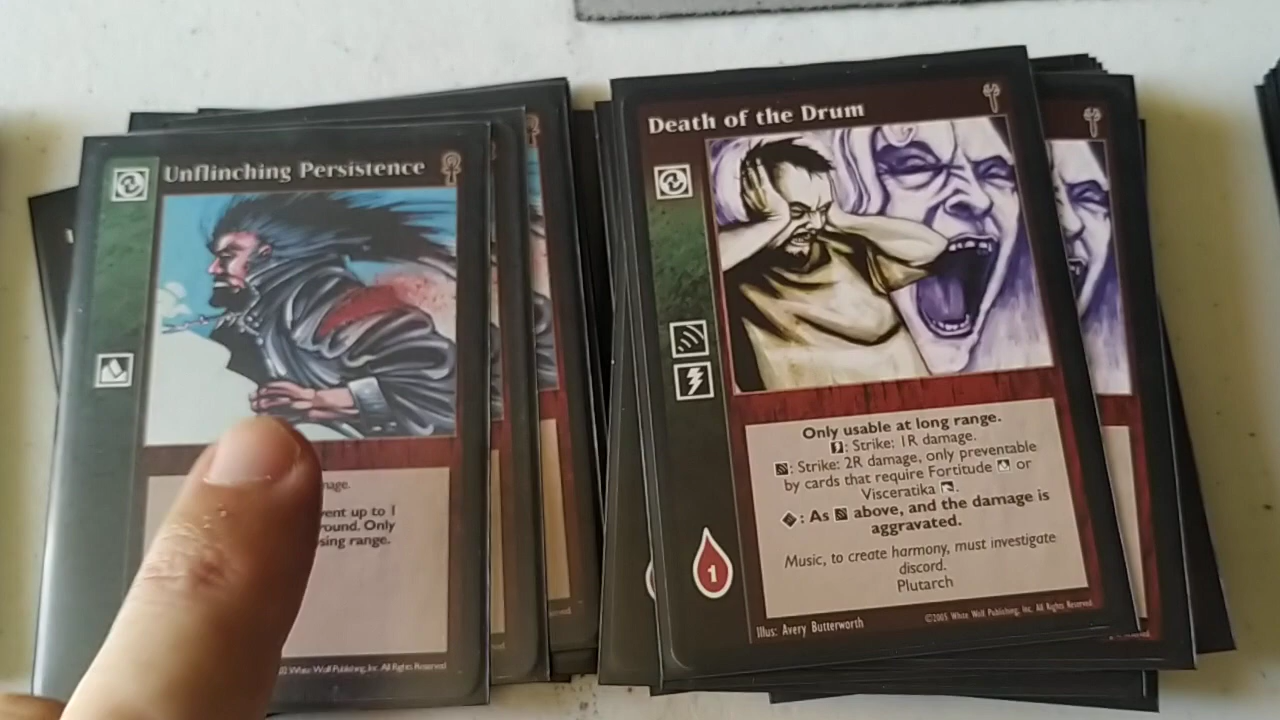 Unflinching Persistence
nage.
vent up to 1
round. Only
sing range.
White Wolf Publishing, Inc. All Rights Reserved
Death of the Drum
Only usable at long range.
: Strike: 1R damage.
: Strike: 2R damage, only preventable
by cards that require Fortitude or
Visceratika .
: As above, and the damage is
aggravated.
Music, to create harmony, must investigate
discord.
Plutarch
1
Illus: Avery Butterworth
©2005 White Wolf Publishing, Inc. All Rights Reserved.